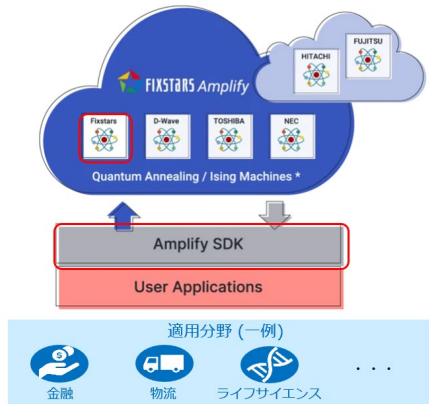 FUJITSU
HITACHI
FIXSTARS Amplify
Fixstars
D-Wave
TOSHIBA
NEC
Quantum Annealing / Ising Machines *
Amplify SDK
User Applications
適用分野 (一例)
金融
物流
ライフサイエンス
・・・